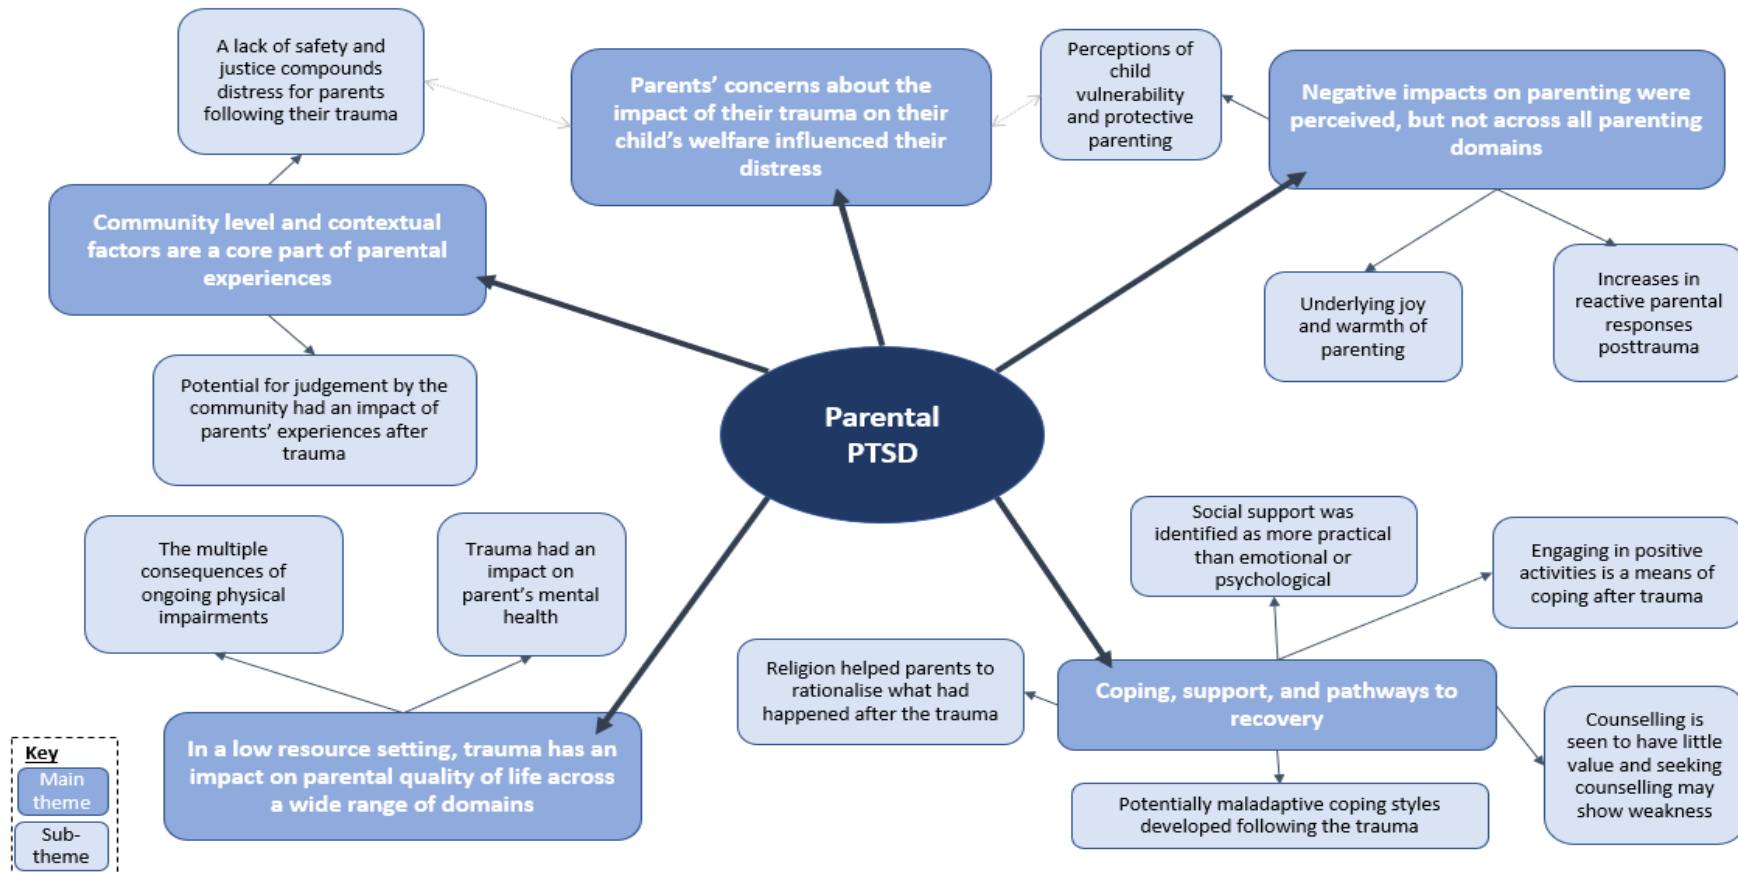 A lack of safety and
justice compounds
distress for parents
following their trauma
Parents’ concerns about the
impact of their trauma on their
child’s welfare influenced their
distress
Perceptions of
child
vulnerability
and protective
parenting
Negative impacts on parenting were
perceived, but not across all parenting
domains
Community level and contextual
factors are a core part of parental
experiences
Underlying joy
and warmth of
parenting
Increases in
reactive parental
responses
posttrauma
Potential for judgement by the
community had an impact of
parents’ experiences after
trauma
Parental
PTSD
The multiple
consequences of
ongoing physical
impairments
Trauma had an
impact on
parent’s mental
health
Social support was
identified as more practical
than emotional or
psychological
Engaging in positive
activities is a means of
coping after trauma
Religion helped parents to
rationalise what had
happened after the trauma
Coping, support, and pathways to
recovery
Counselling is
seen to have little
value and seeking
counselling may
show weakness
In a low resource setting, trauma has an
impact on parental quality of life across
a wide range of domains
Potentially maladaptive coping styles
developed following the trauma
Key
Main
theme
Sub-
theme